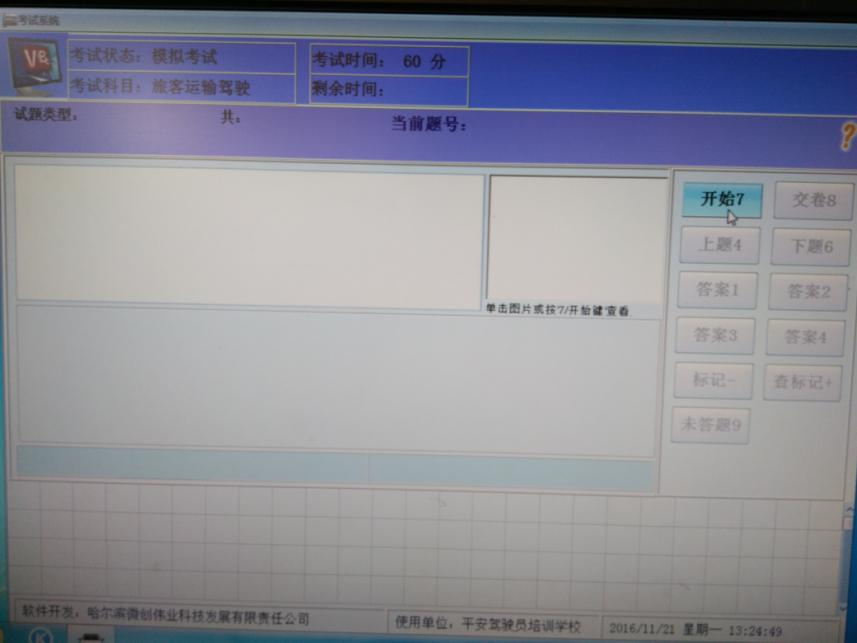 考试系统
考试状态：模拟考试
考试时间： 60 分
考试科目：旅客运输驾驶
剩余时间：
试题类型：
共：
当前题号：
?
开始7
交卷8
上题4
下题6
答案1
答案2
单击图片或按'7/开始键'查看.
答案3
答案4
标记-
查标记+
未答题9
软件开发：哈尔滨微创伟业科技发展有限责任公司
使用单位：平安驾驶员培训学校
2016/11/21 星期一 13:24:49